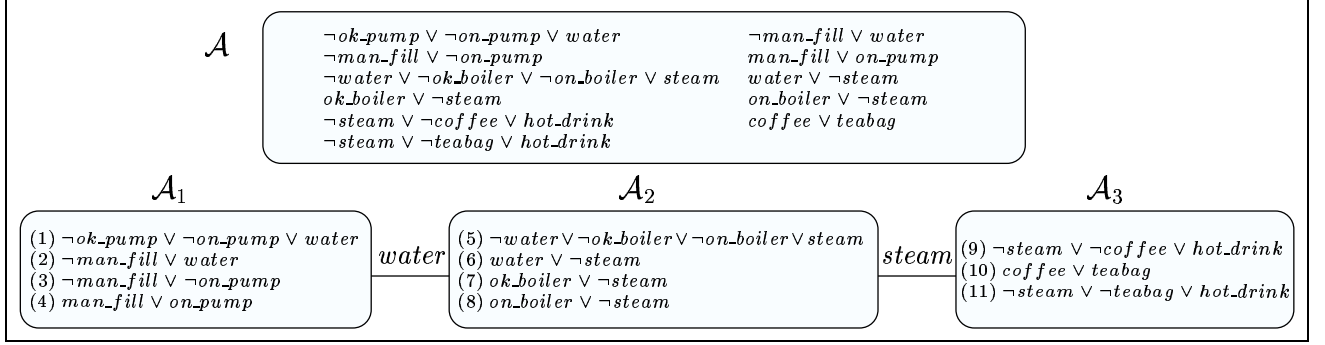 𝒜
¬ok_pump ∨ ¬on_pump ∨ water
¬man_fill ∨ ¬on_pump
¬water ∨ ¬ok_boiler ∨ ¬on_boiler ∨ steam
ok_boiler ∨ ¬steam
¬steam ∨ ¬coffee ∨ hot_drink
¬steam ∨ ¬teabag ∨ hot_drink
¬man_fill ∨ water
man_fill ∨ on_pump
water ∨ ¬steam
on_boiler ∨ ¬steam
coffee ∨ teabag
𝒜₁
(1) ¬ok_pump ∨ ¬on_pump ∨ water
(2) ¬man_fill ∨ water
(3) ¬man_fill ∨ ¬on_pump
(4) man_fill ∨ on_pump
water
𝒜₂
(5) ¬water∨¬ok_boiler∨¬on_boiler∨steam
(6) water ∨ ¬steam
(7) ok_boiler ∨ ¬steam
(8) on_boiler ∨ ¬steam
steam
𝒜₃
(9) ¬steam ∨ ¬coffee ∨ hot_drink
(10) coffee ∨ teabag
(11) ¬steam ∨ ¬teabag ∨ hot_drink